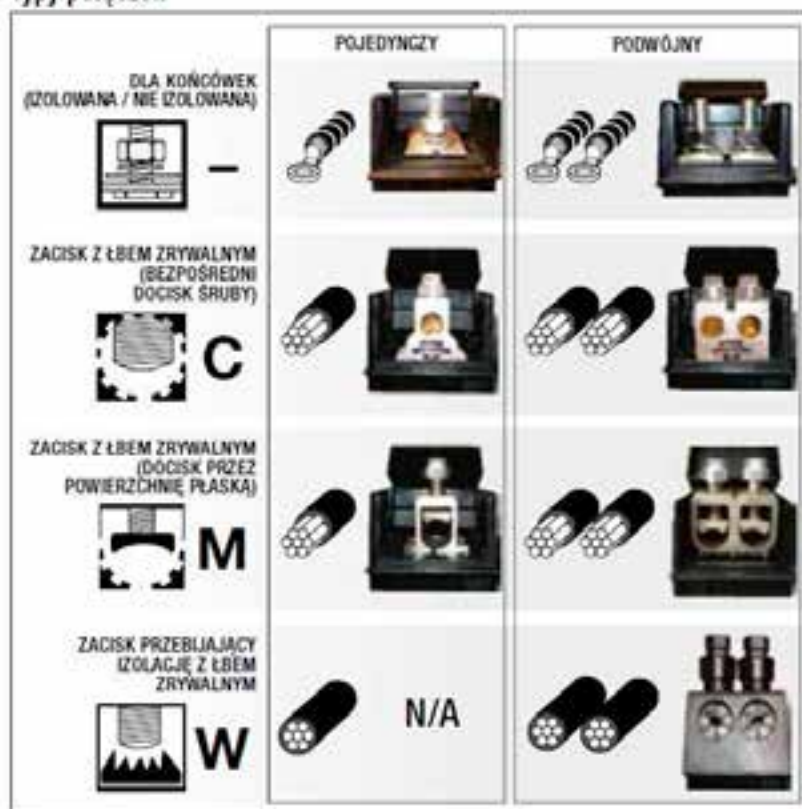 POJEDYNCZY
PODWÓJNY
DLA KOŃCÓWEK
(IZOLOWANA / NIE IZOLOWANA)
–
ZACISK Z ŁBEM ZRYWALNYM
(BEZPOŚREDNI
DOCISK ŚRUBY)
C
ZACISK Z ŁBEM ZRYWALNYM
(DOCISK PRZEZ
POWIERZCHNIĘ PŁASKĄ)
M
ZACISK PRZEBIJAJĄCY
IZOLACJĘ Z ŁBEM
ZRYWALNYM
W
N/A